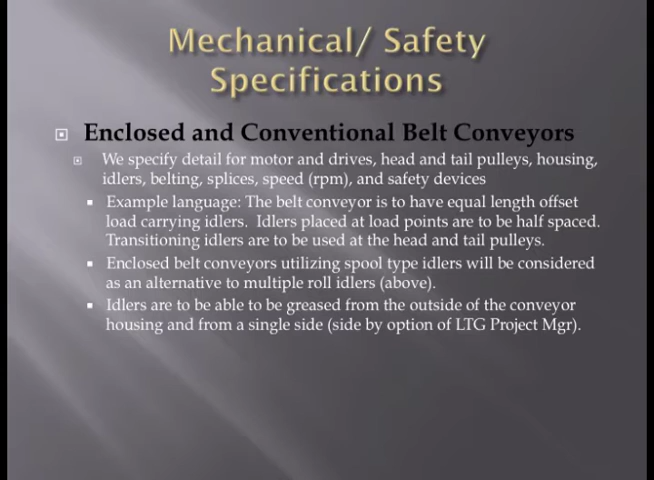 Mechanical/ Safety
Specifications
Enclosed and Conventional Belt Conveyors
We specify detail for motor and drives, head and tail pulleys, housing,
idlers, belting, splices, speed (rpm), and safety devices
Example language: The belt conveyor is to have equal length offset
load carrying idlers. Idlers placed at load points are to be half spaced.
Transitioning idlers are to be used at the head and tail pulleys.
Enclosed belt conveyors utilizing spool type idlers will be considered
as an alternative to multiple roll idlers (above).
Idlers are to be able to be greased from the outside of the conveyor
housing and from a single side (side by option of LTG Project Mgr).